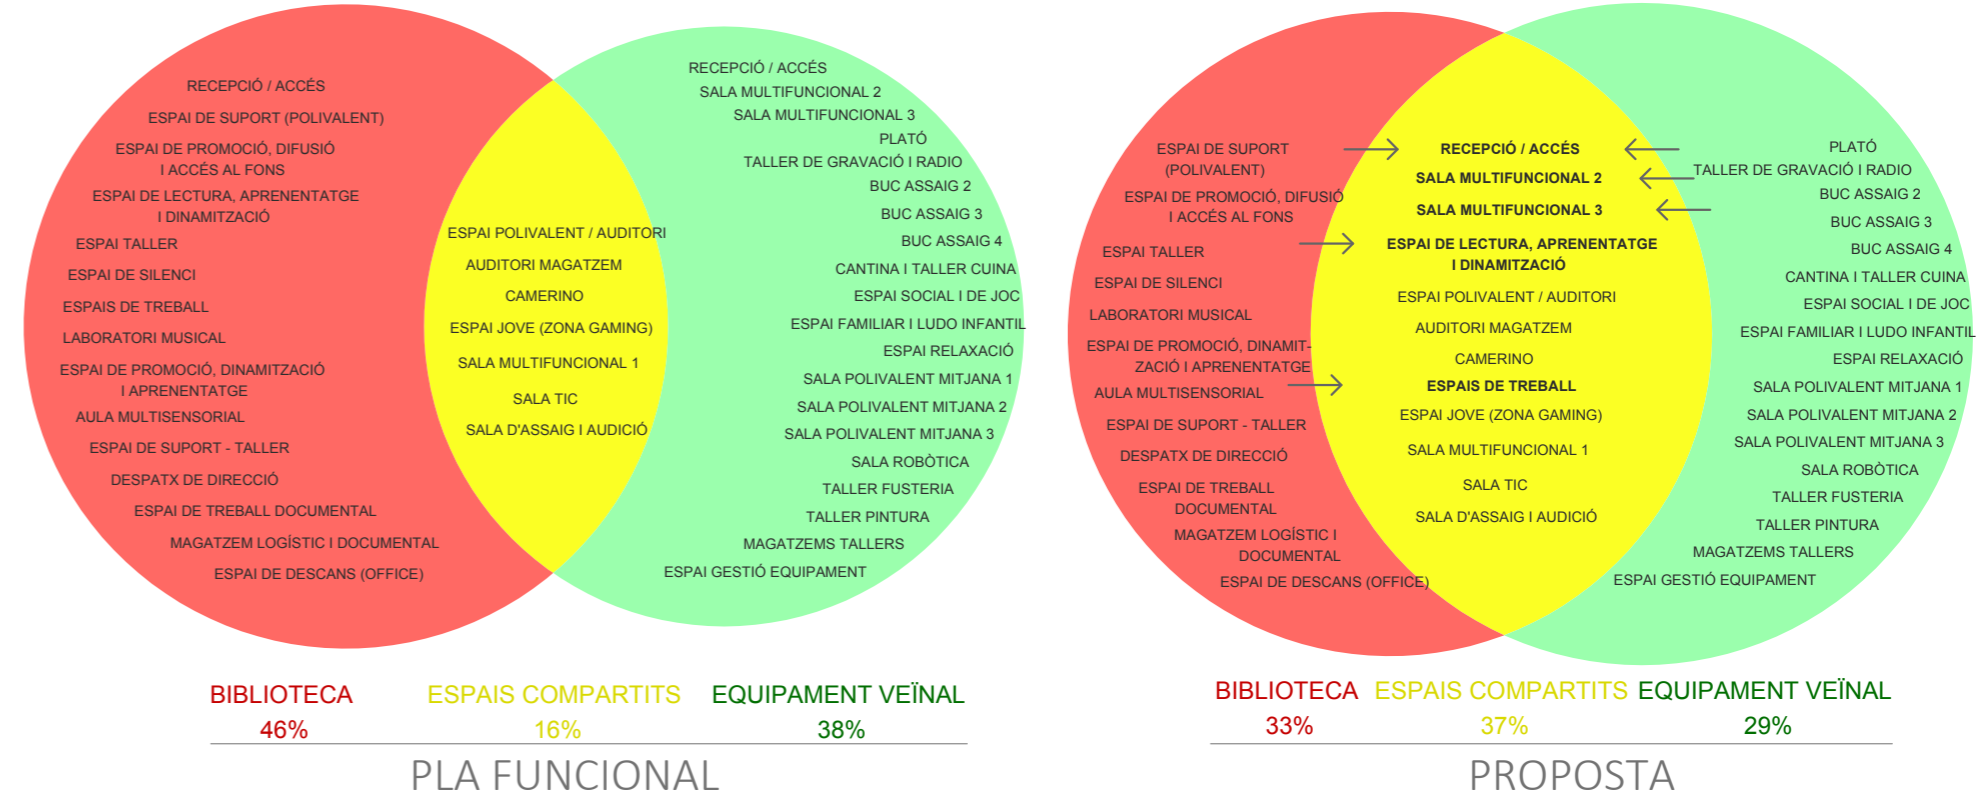 RECEPCIÓ / ACCÉS
ESPAI DE SUPORT (POLIVALENT)
ESPAI DE PROMOCIÓ, DIFUSIÓ
I ACCÉS AL FONS
ESPAI DE LECTURA, APRENENTATGE
I DINAMITZACIÓ
ESPAI TALLER
ESPAI DE SILENCI
ESPAIS DE TREBALL
LABORATORI MUSICAL
ESPAI DE PROMOCIÓ, DINAMITZACIÓ
I APRENENTATGE
AULA MULTISENSORIAL
ESPAI DE SUPORT - TALLER
DESPATX DE DIRECCIÓ
ESPAI DE TREBALL DOCUMENTAL
MAGATZEM LOGÍSTIC I DOCUMENTAL
ESPAI DE DESCANS (OFFICE)
ESPAI POLIVALENT / AUDITORI
AUDITORI MAGATZEM
CAMERINO
ESPAI JOVE (ZONA GAMING)
SALA MULTIFUNCIONAL 1
SALA TIC
SALA D'ASSAIG I AUDICIÓ
RECEPCIÓ / ACCÉS
SALA MULTIFUNCIONAL 2
SALA MULTIFUNCIONAL 3
PLATÓ
TALLER DE GRAVACIÓ I RADIO
BUC ASSAIG 2
BUC ASSAIG 3
BUC ASSAIG 4
CANTINA I TALLER CUINA
ESPAI SOCIAL I DE JOC
ESPAI FAMILIAR I LUDO INFANTIL
ESPAI RELAXACIÓ
SALA POLIVALENT MITJANA 1
SALA POLIVALENT MITJANA 2
SALA POLIVALENT MITJANA 3
SALA ROBÒTICA
TALLER FUSTERIA
TALLER PINTURA
MAGATZEMS TALLERS
ESPAI GESTIÓ EQUIPAMENT
BIBLIOTECA ESPAIS COMPARTITS EQUIPAMENT VEÏNAL
46% 16% 38%
PLA FUNCIONAL
ESPAI DE SUPORT
(POLIVALENT)
ESPAI DE PROMOCIÓ, DIFUSIÓ
I ACCÉS AL FONS
ESPAI TALLER
ESPAI DE SILENCI
LABORATORI MUSICAL
ESPAI DE PROMOCIÓ, DINAMIT-
ZACIÓ I APRENENTATGE
AULA MULTISENSORIAL
ESPAI DE SUPORT - TALLER
DESPATX DE DIRECCIÓ
ESPAI DE TREBALL
DOCUMENTAL
MAGATZEM LOGÍSTIC I
DOCUMENTAL
ESPAI DE DESCANS (OFFICE)
RECEPCIÓ / ACCÉS
SALA MULTIFUNCIONAL 2
SALA MULTIFUNCIONAL 3
ESPAI DE LECTURA, APRENENTATGE
I DINAMITZACIÓ
ESPAI POLIVALENT / AUDITORI
AUDITORI MAGATZEM
CAMERINO
ESPAIS DE TREBALL
ESPAI JOVE (ZONA GAMING)
SALA MULTIFUNCIONAL 1
SALA TIC
SALA D'ASSAIG I AUDICIÓ
PLATÓ
TALLER DE GRAVACIÓ I RADIO
BUC ASSAIG 2
BUC ASSAIG 3
BUC ASSAIG 4
CANTINA I TALLER CUINA
ESPAI SOCIAL I DE JOC
ESPAI FAMILIAR I LUDO INFANTIL
ESPAI RELAXACIÓ
SALA POLIVALENT MITJANA 1
SALA POLIVALENT MITJANA 2
SALA POLIVALENT MITJANA 3
SALA ROBÒTICA
TALLER FUSTERIA
TALLER PINTURA
MAGATZEMS TALLERS
ESPAI GESTIÓ EQUIPAMENT
BIBLIOTECA ESPAIS COMPARTITS EQUIPAMENT VEÏNAL
33% 37% 29%
PROPOSTA